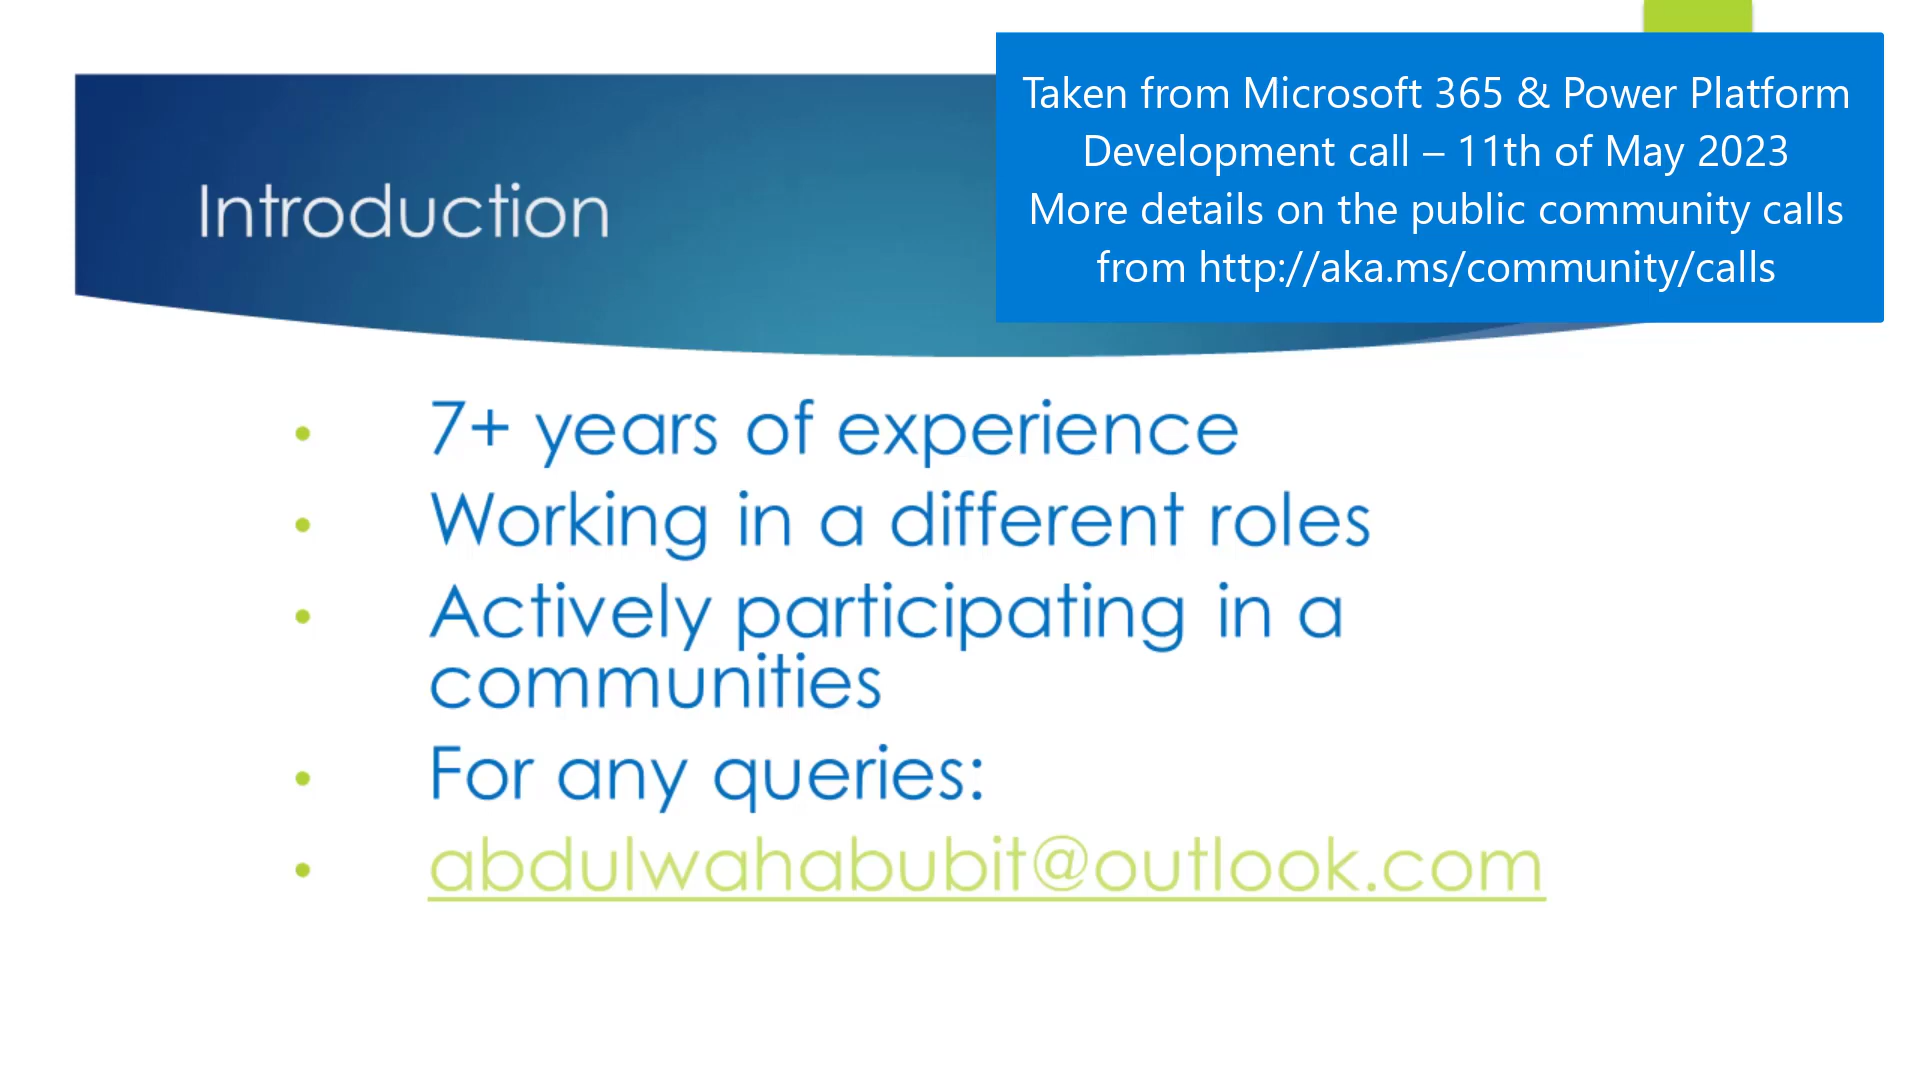 Taken from Microsoft 365 & Power Platform
Development call – 11th of May 2023
More details on the public community calls
from http://aka.ms/community/calls
Introduction
• 7+ years of experience
• Working in a different roles
• Actively participating in a
communities
• For any queries:
• abdulwahabubit@outlook.com